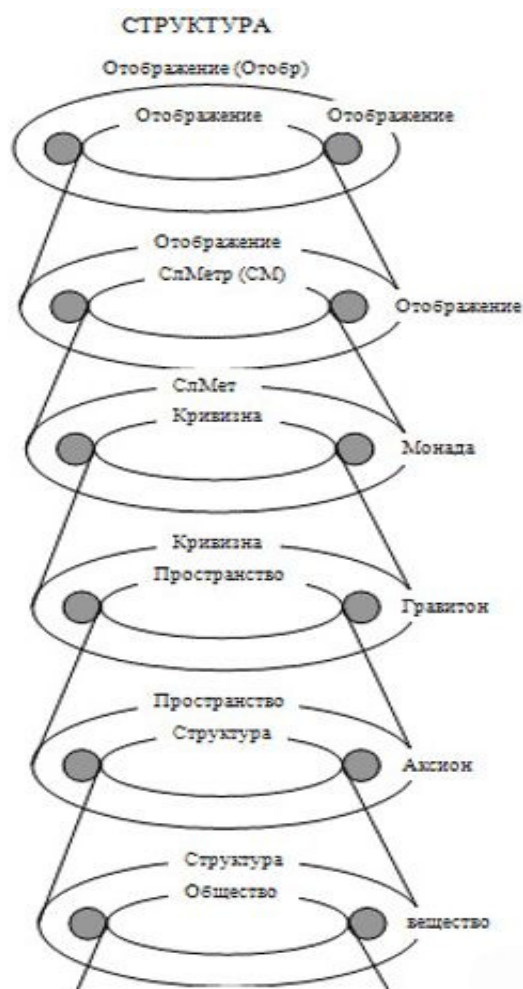 СТРУКТУРА
Отображение (Отобр)
Отображение Отображение
Отображение
СлМетр (СМ)
Отображение
СлМет
Кривизна
Монада
Кривизна
Пространство
Гравитон
Пространство
Структура
Аксион
Структура
Общество
вещество